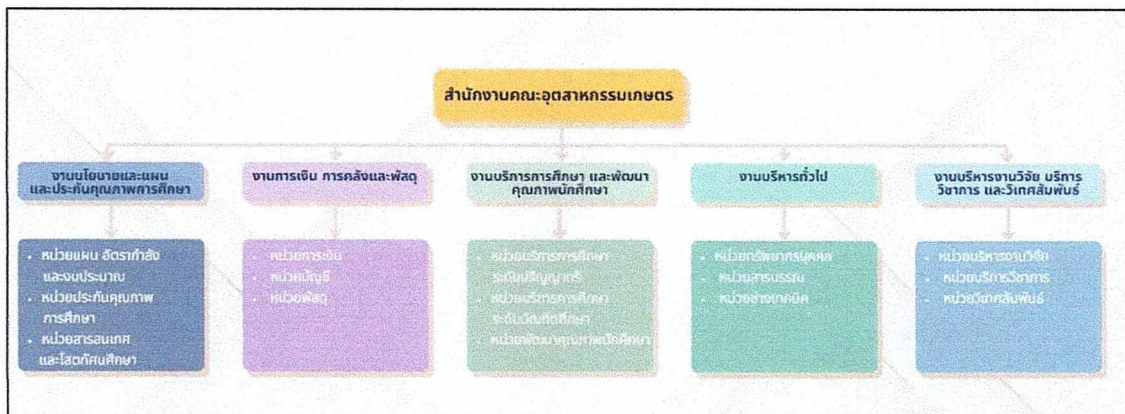 สำนักงานคณะอุตสาหกรรมเกษตร
งานนโยบายและแผน
และประกันคุณภาพการศึกษา
• หน่วยแผน อัตรากำลัง
และงบประมาณ
• หน่วยประกันคุณภาพ
การศึกษา
• หน่วยสารสนเทศ
และโสตทัศนศึกษา
งานการเงิน การคลังและพัสดุ
• หน่วยการเงิน
• หน่วยบัญชี
• หน่วยพัสดุ
งานบริการการศึกษา และพัฒนา
คุณภาพนักศึกษา
• หน่วยบริการการศึกษา
ระดับปริญญาตรี
• หน่วยบริการการศึกษา
ระดับบัณฑิตศึกษา
• หน่วยพัฒนาคุณภาพนักศึกษา
งานบริหารทั่วไป
• หน่วยทรัพยากรบุคคล
• หน่วยสารบรรณ
• หน่วยช่างเทคนิค
งานบริหารงานวิจัย บริการ
วิชาการ และวิเทศสัมพันธ์
• หน่วยบริหารงานวิจัย
• หน่วยบริการวิชาการ
• หน่วยวิเทศสัมพันธ์